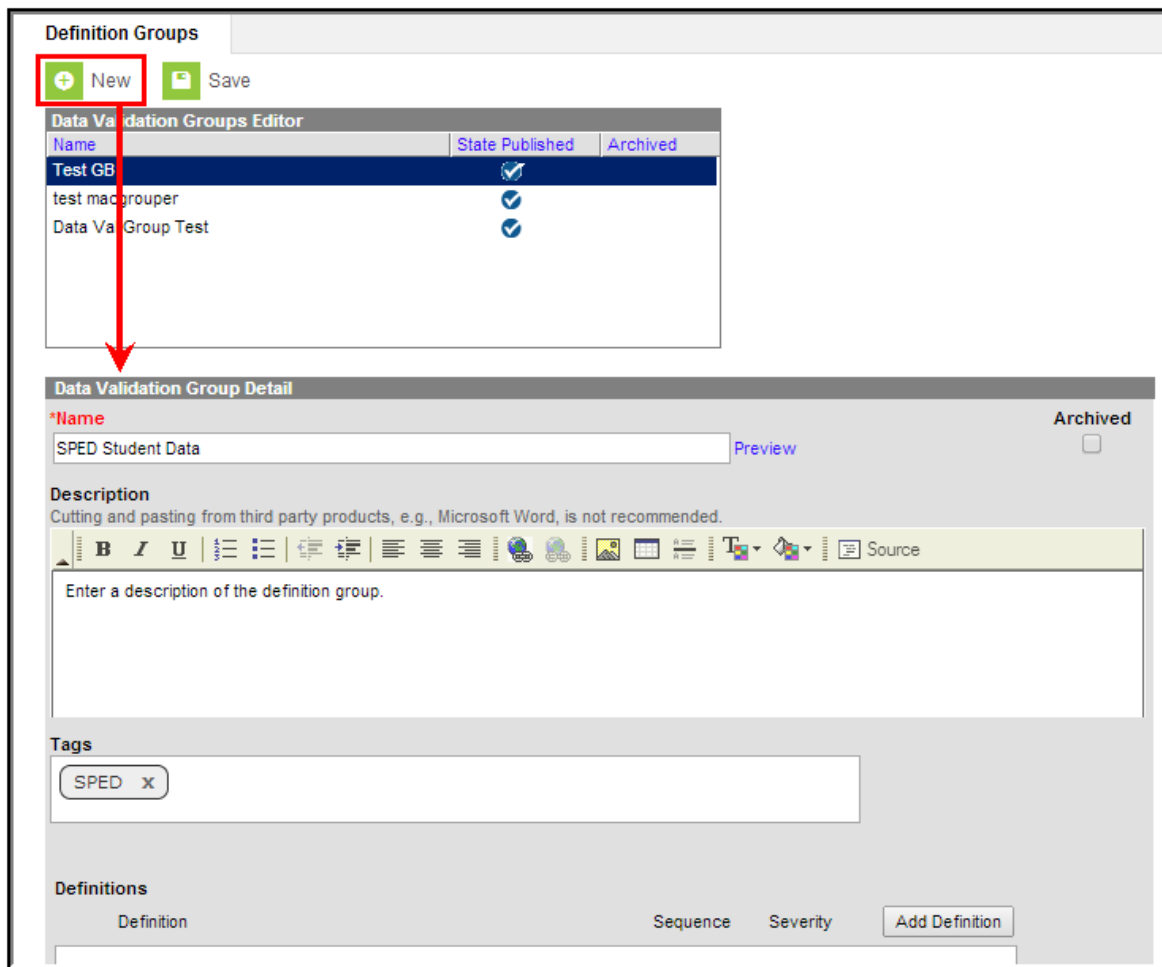 Definition Groups
New Save
Data Validation Groups Editor
Name State Published Archived
Test GB
test macgrouper
Data Val Group Test
Data Validation Group Detail
*Name Archived
SPED Student Data Preview
Description
Cutting and pasting from third party products, e.g., Microsoft Word, is not recommended.
B I U Source
Enter a description of the definition group.
Tags
SPED x
Definitions
Definition Sequence Severity Add Definition